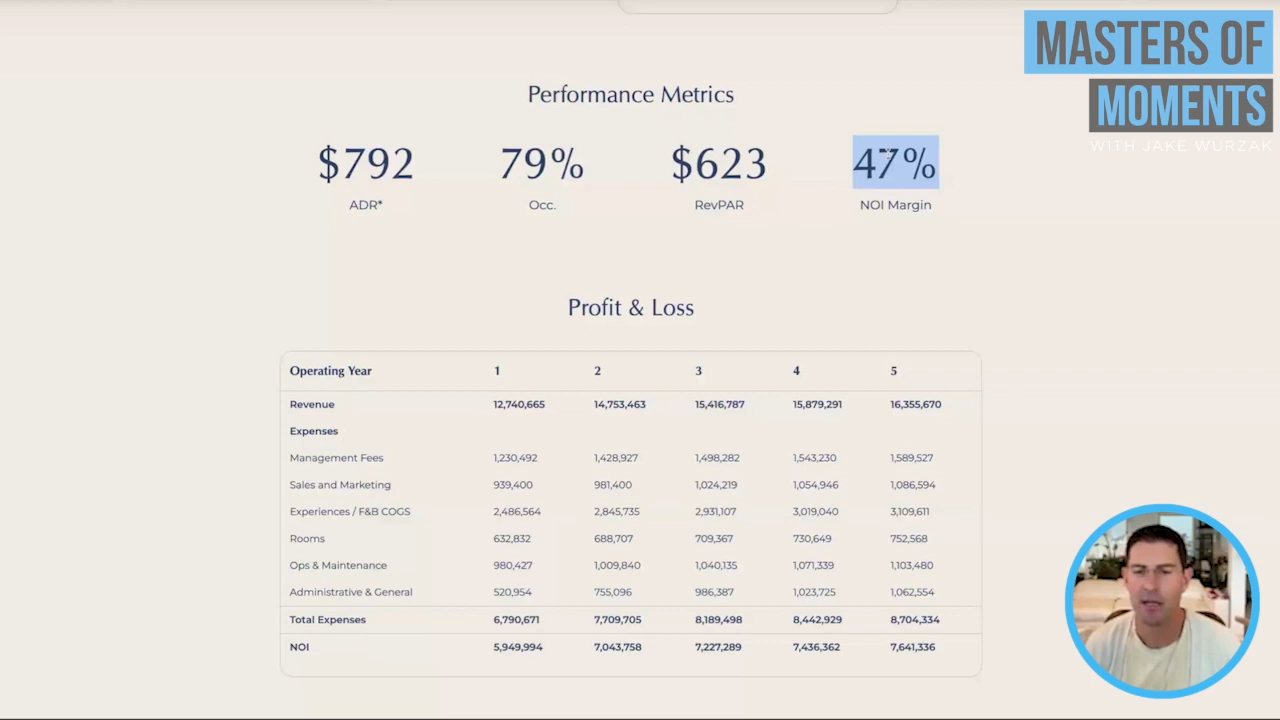 MASTERS OF
MOMENTS
WITH JAKE WURZAK
Performance Metrics
$792 79% $623 47%
ADR* Occ. RevPAR NOI Margin
Profit & Loss
Operating Year 1 2 3 4 5
Revenue 12,740,665 14,753,463 15,416,787 15,879,291 16,355,670
Expenses
Management Fees 1,230,492 1,428,927 1,498,282 1,543,230 1,589,527
Sales and Marketing 939,400 981,400 1,024,219 1,054,946 1,086,594
Experiences / F&B COGS 2,486,564 2,845,735 2,931,107 3,019,040 3,109,611
Rooms 632,832 688,707 709,367 730,649 752,568
Ops & Maintenance 980,427 1,009,840 1,040,135 1,071,339 1,103,480
Administrative & General 520,954 755,096 986,387 1,023,725 1,062,554
Total Expenses 6,790,671 7,709,705 8,189,498 8,442,929 8,704,334
NOI 5,949,994 7,043,758 7,227,289 7,436,362 7,641,336